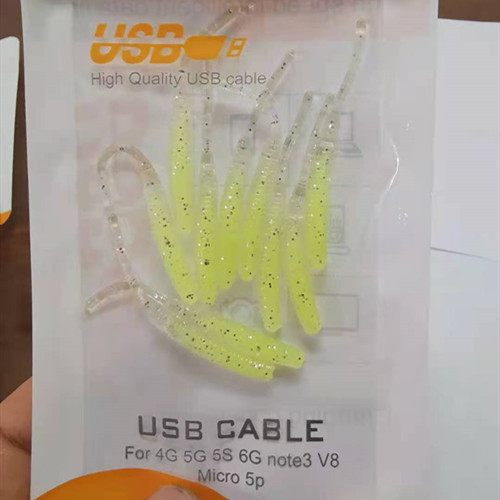 USB
High Quality USB cable
USB CABLE
For 4G 5G 5S 6G note3 V8
Micro 5p